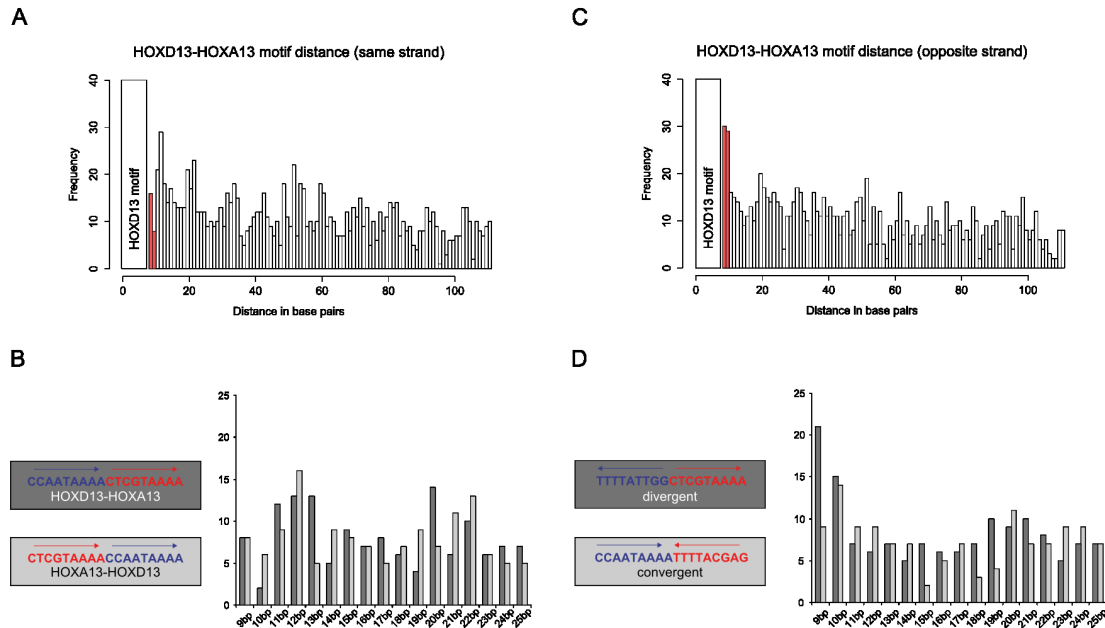 A
HOXD13-HOXA13 motif distance (same strand)
Frequency
0
10
20
30
40
HOXD13 motif
0 20 40 60 80 100
Distance in base pairs
B
CCAATAAAACTCGTAAAA
HOXD13-HOXA13
CTCGTAAAACCAATAAAA
HOXA13-HOXD13
25
20
15
10
5
0
9bp 10bp 11bp 12bp 13bp 14bp 15bp 16bp 17bp 18bp 19bp 20bp 21bp 22bp 23bp 24bp 25bp
C
HOXD13-HOXA13 motif distance (opposite strand)
Frequency
0
10
20
30
40
HOXD13 motif
0 20 40 60 80 100
Distance in base pairs
D
TTTTATTGGCTCGTAAAA
divergent
CCAATAAAATTTTACGAG
convergent
25
20
15
10
5
0
9bp 10bp 11bp 12bp 13bp 14bp 15bp 16bp 17bp 18bp 19bp 20bp 21bp 22bp 23bp 24bp 25bp